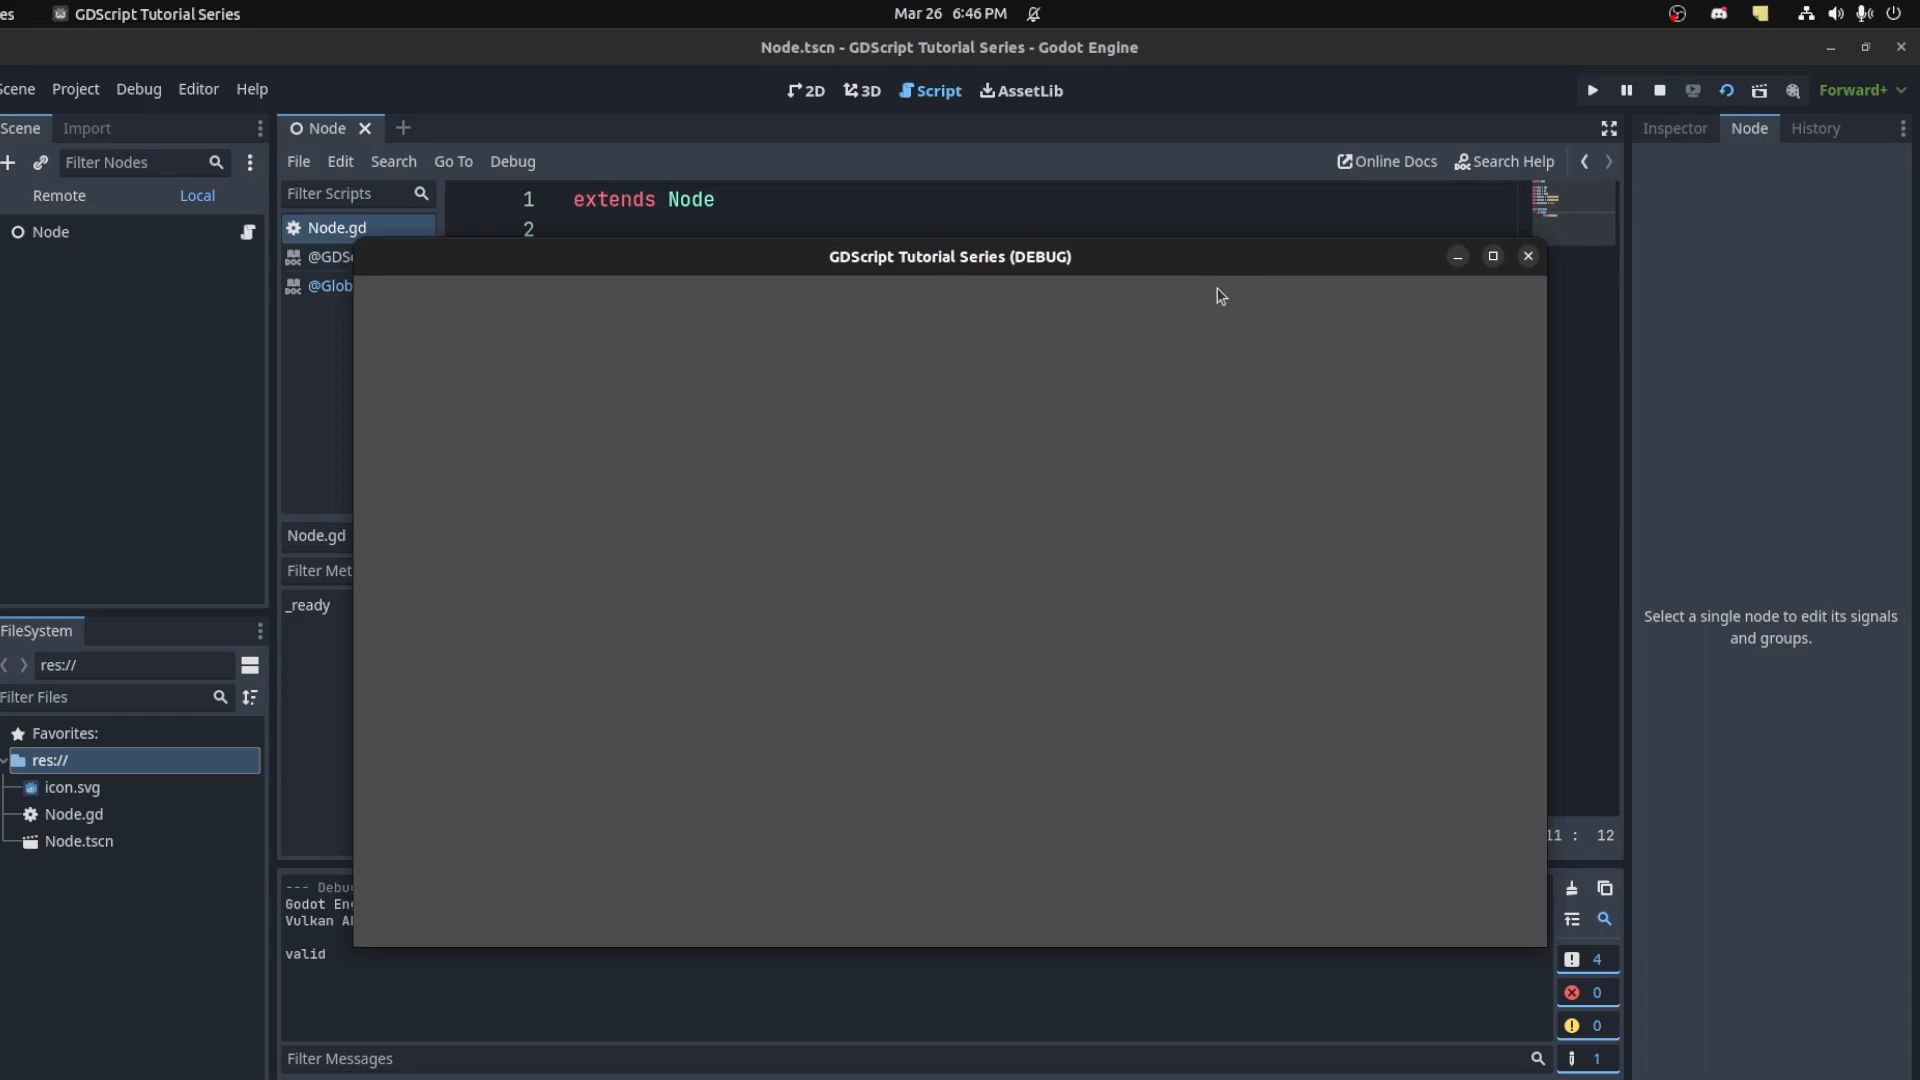 es
GDScript Tutorial Series
Mar 26 6:46 PM
Node.tscn - GDScript Tutorial Series - Godot Engine
Scene Project Debug Editor Help
2D 3D Script AssetLib
Forward+
Scene Import
Node
Inspector Node History
Filter Nodes
File Edit Search Go To Debug
Online Docs Search Help
Remote Local
Filter Scripts
1 extends Node
Node
Node.gd
2
@GDSc
GDScript Tutorial Series (DEBUG)
@Glob
Node.gd
Filter Met
_ready
Select a single node to edit its signals
and groups.
FileSystem
res://
Filter Files
Favorites:
res://
icon.svg
Node.gd
Node.tscn
11 : 12
--- Debu
Godot En
Vulkan A
valid
4
0
0
Filter Messages
1